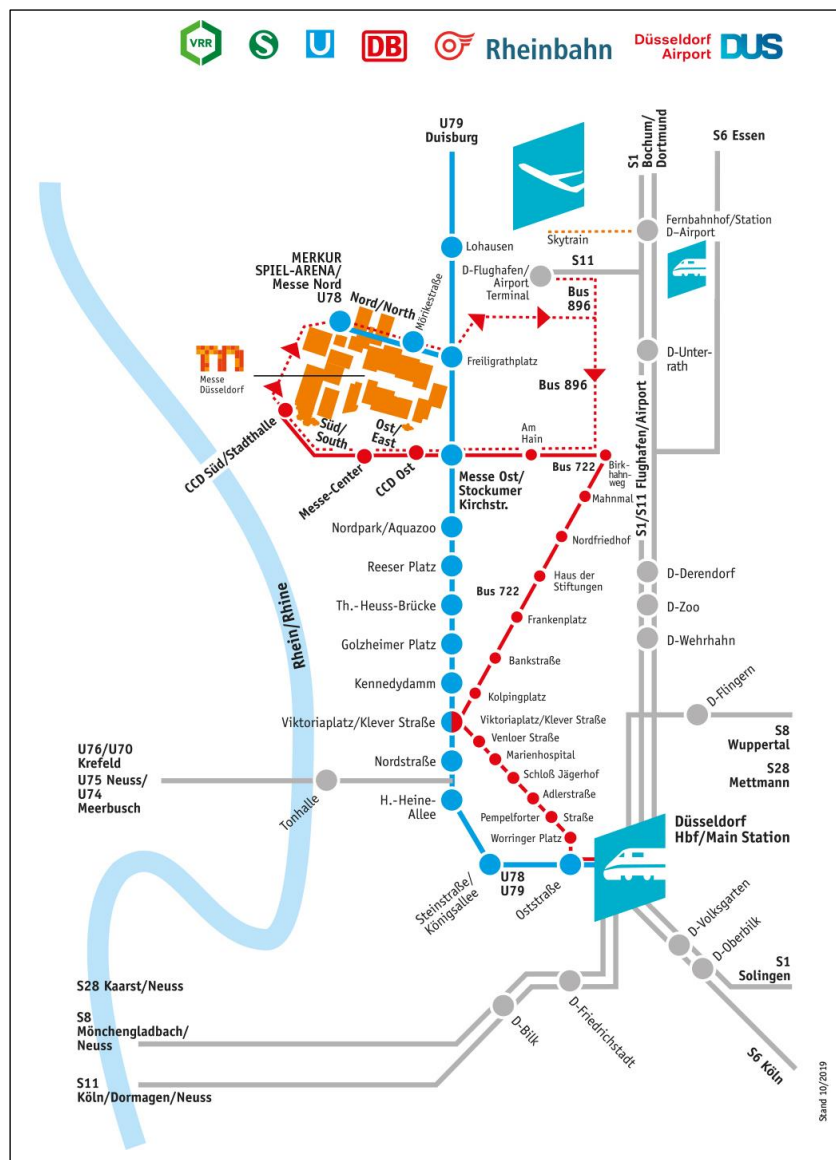 VRR
S
U
DB
Rheinbahn
Düsseldorf
Airport
DUS
U79
Duisburg
S1
Bochum/
Dortmund
S6 Essen
Fernbahnhof/Station
D–Airport
Skytrain
Lohausen
S11
D-Flughafen/
Airport
Terminal
MERKUR
SPIEL-ARENA/
Messe Nord
U78
Nord/North
Mörikestraße
Bus
896
Messe
Düsseldorf
Freiligrathplatz
D-Unter-
rath
Bus 896
Süd/
South
Ost/
East
Am
Hain
CCD Süd/Stadthalle
Messe-Center
CCD Ost
Messe Ost/
Stockumer
Kirchstr.
Bus 722
Birk-
hahn-
weg
S1/S11 Flughafen/Airport
Mahnmal
Nordpark/Aquazoo
Nordfriedhof
Reeser Platz
Haus der
Stiftungen
D-Derendorf
Bus 722
Th.-Heuss-Brücke
D-Zoo
Frankenplatz
Golzheimer Platz
D-Wehrhahn
Rhein/Rhine
Bankstraße
Kennedydamm
Kolpingplatz
D-Flingern
Viktoriaplatz/Klever Straße
Viktoriaplatz/Klever Straße
S8
Wuppertal
S28
Mettmann
Venloer Straße
U76/U70
Krefeld
U75 Neuss/
U74
Meerbusch
Nordstraße
Marienhospital
Schloß Jägerhof
Tonhalle
H.-Heine-
Allee
Adlerstraße
Pempelforter Straße
Worringer Platz
Düsseldorf
Hbf/Main Station
Steinstraße/
Königsallee
U78
U79
Oststraße
D-Volksgarten
D-Oberbilk
S1
Solingen
S28 Kaarst/Neuss
S8
Mönchengladbach/
Neuss
D-Bilk
D-Friedrichstadt
S6 Köln
S11
Köln/Dormagen/Neuss
Stand 10/2019